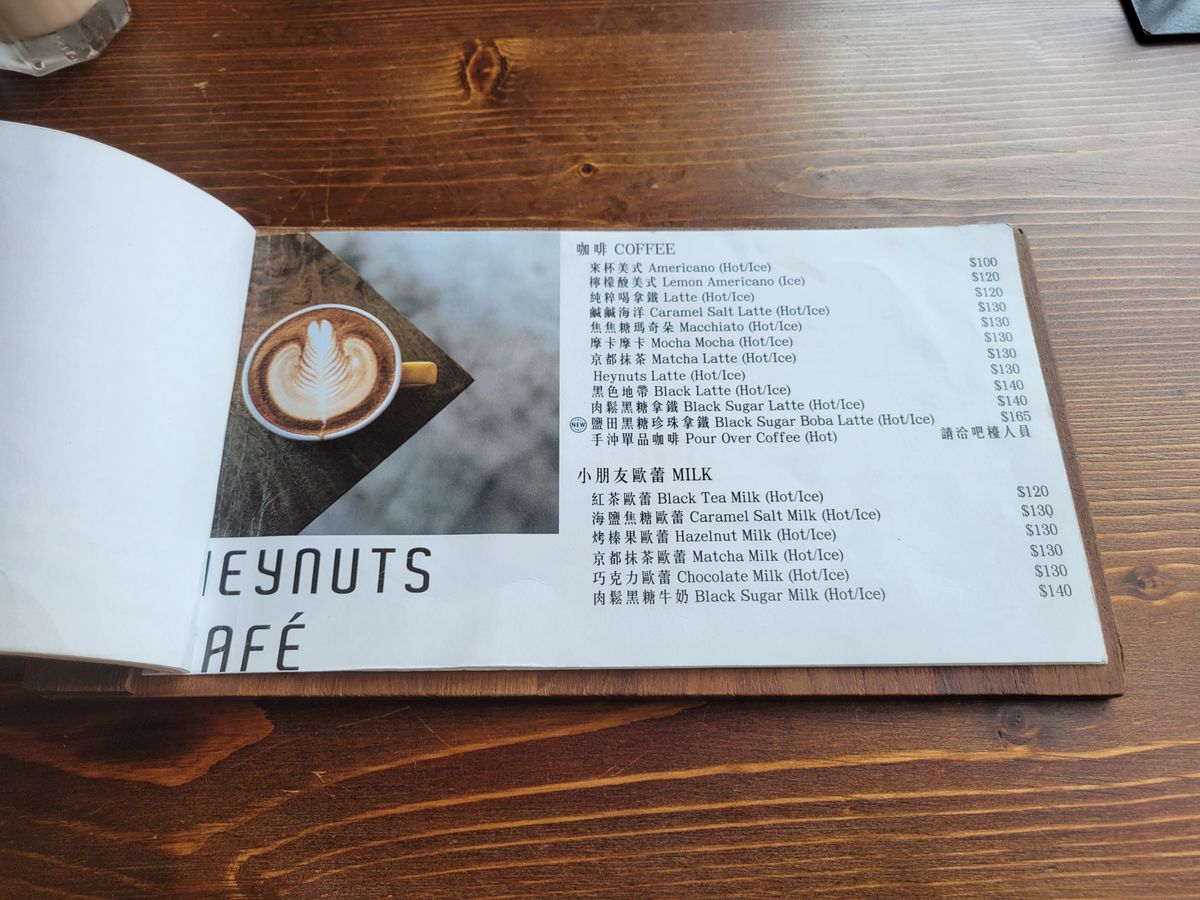 咖啡 COFFEE
來杯美式 Americano (Hot/Ice) $100
檸檬酸美式 Lemon Americano (Ice) $120
純粹喝拿鐵 Latte (Hot/Ice) $120
鹹鹹海洋 Caramel Salt Latte (Hot/Ice) $130
焦焦糖瑪奇朵 Macchiato (Hot/Ice) $130
摩卡摩卡 Mocha Mocha (Hot/Ice) $130
京都抹茶 Matcha Latte (Hot/Ice) $130
Heynuts Latte (Hot/Ice) $130
黑色地帶 Black Latte (Hot/Ice) $140
肉鬆黑糖拿鐵 Black Sugar Latte (Hot/Ice) $140
NEW 鹽田黑糖珍珠拿鐵 Black Sugar Boba Latte (Hot/Ice) $165
手沖單品咖啡 Pour Over Coffee (Hot) 請洽吧檯人員
小朋友歐蕾 MILK
紅茶歐蕾 Black Tea Milk (Hot/Ice) $120
海鹽焦糖歐蕾 Caramel Salt Milk (Hot/Ice) $130
烤榛果歐蕾 Hazelnut Milk (Hot/Ice) $130
京都抹茶歐蕾 Matcha Milk (Hot/Ice) $130
巧克力歐蕾 Chocolate Milk (Hot/Ice) $130
肉鬆黑糖牛奶 Black Sugar Milk (Hot/Ice) $140
HEYNUTS
AFÉ